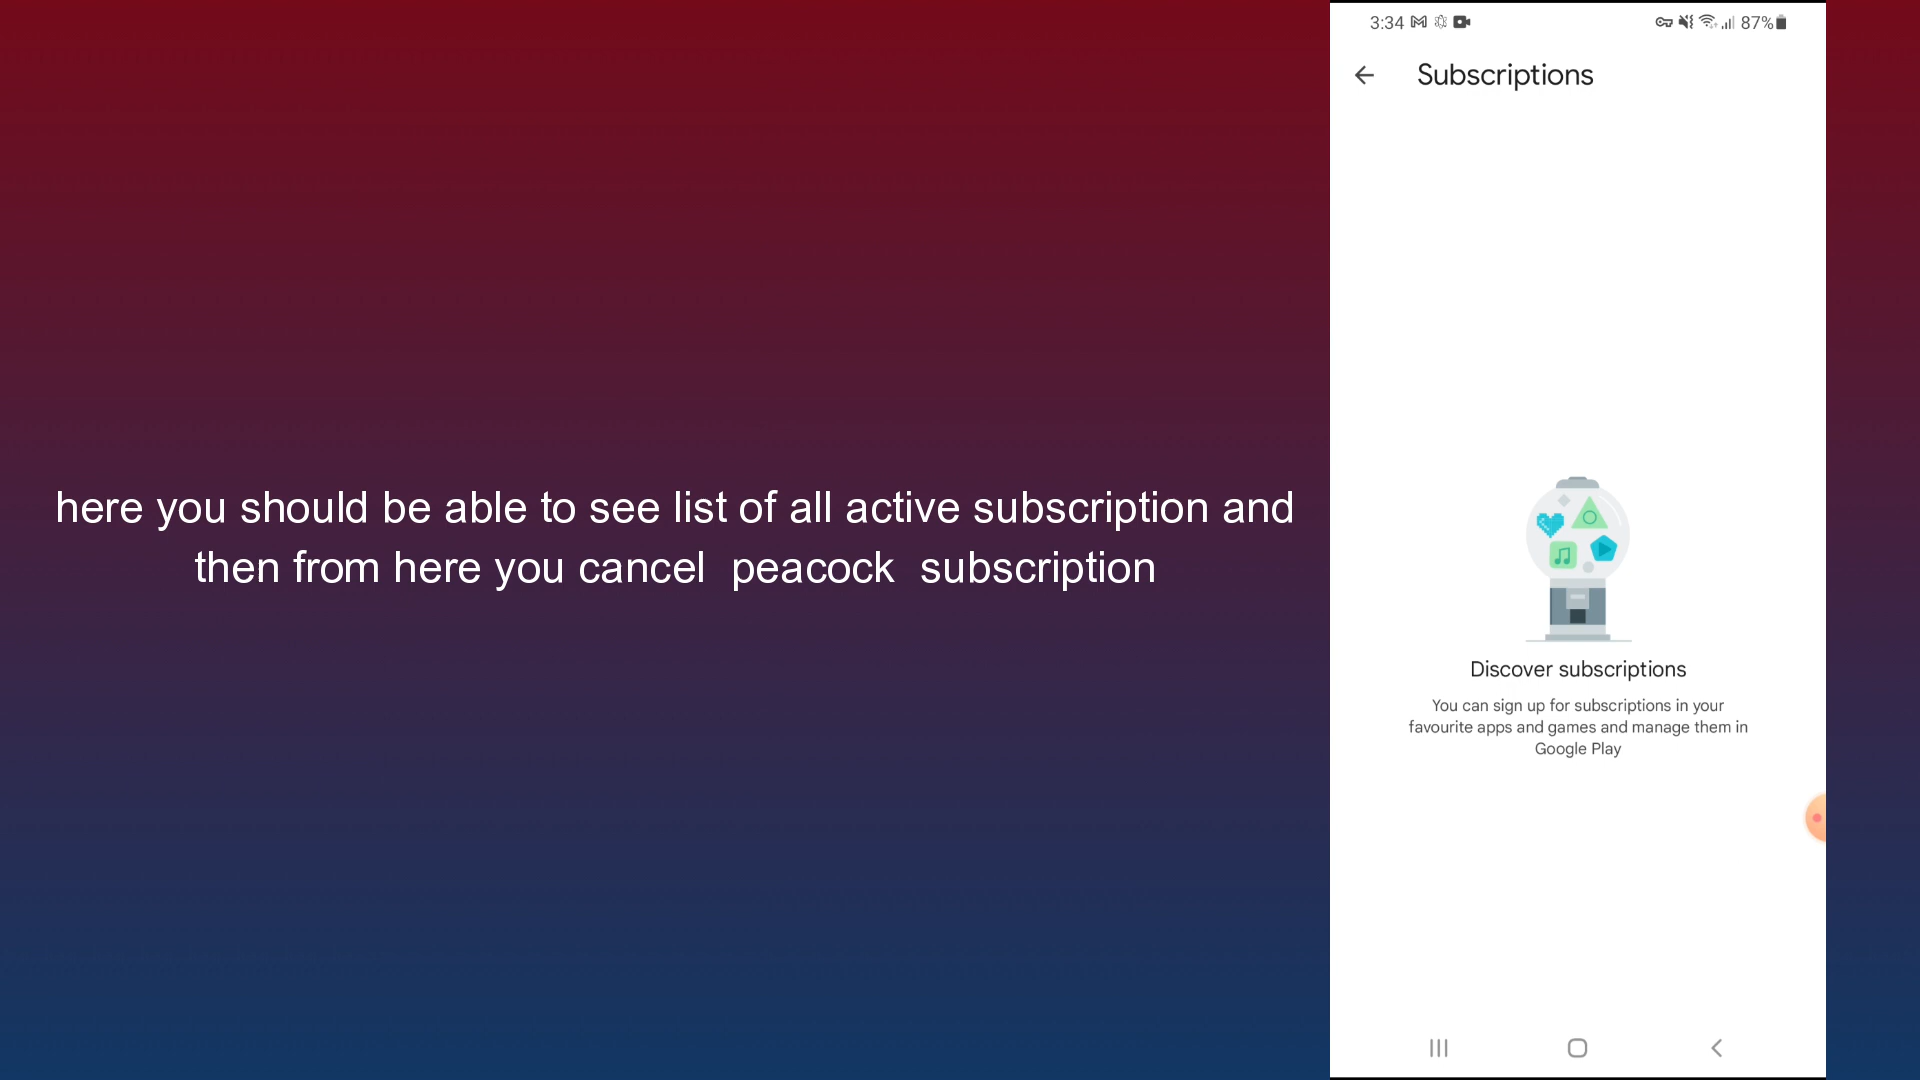 here you should be able to see list of all active subscription and
then from here you cancel peacock subscription
3:34
87%
Subscriptions
Discover subscriptions
You can sign up for subscriptions in your
favourite apps and games and manage them in
Google Play